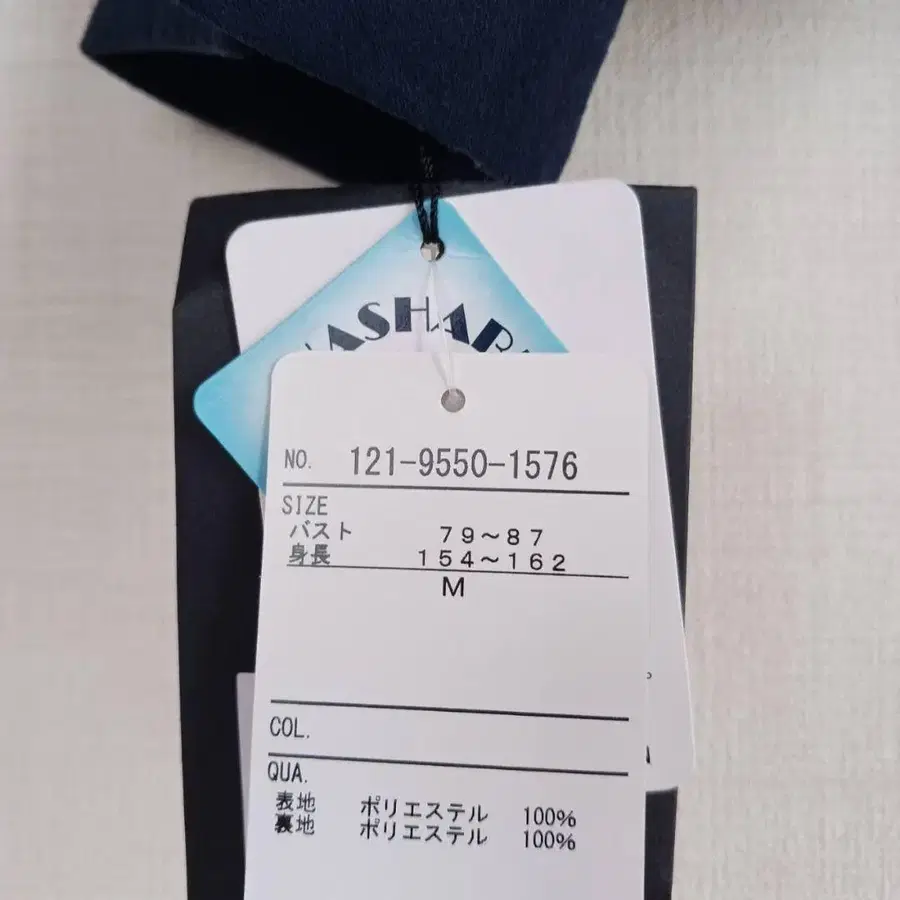 NO. 121-9550-1576
SIZE
バスト 79～87
身長 154～162
M
COL.
QUA.
表地 ポリエステル 100%
裏地 ポリエステル 100%